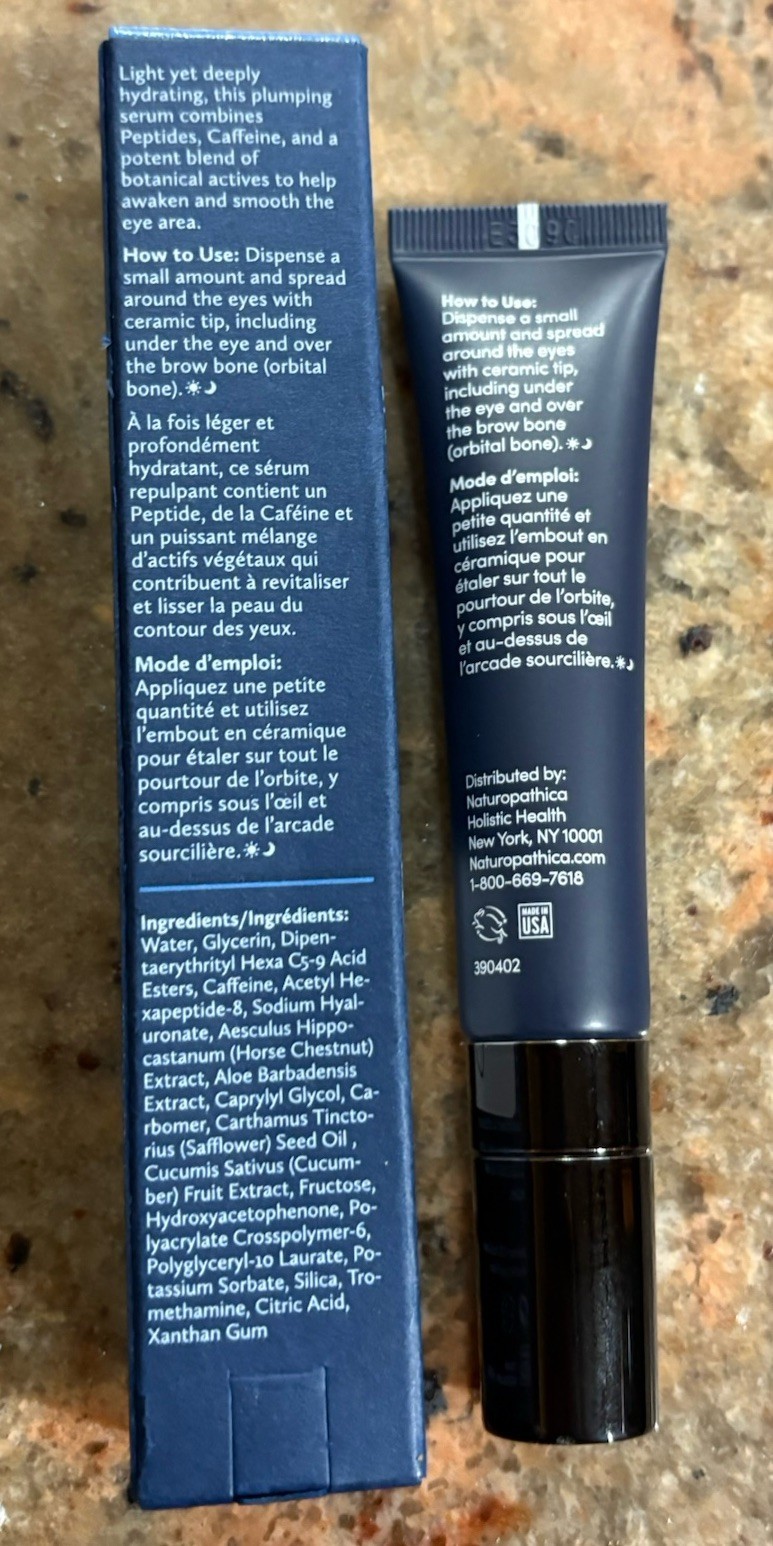 Light yet deeply
hydrating, this plumping
serum combines
Peptides, Caffeine, and a
potent blend of
botanical actives to help
awaken and smooth the
eye area.
How to Use: Dispense a
small amount and spread
around the eyes with
ceramic tip, including
under the eye and over
the brow bone (orbital
bone).
À la fois léger et
profondément
hydratant, ce sérum
repulpant contient un
Peptide, de la Caféine et
un puissant mélange
d'actifs végétaux qui
contribuent à revitaliser
et lisser la peau du
contour des yeux.
Mode d'emploi:
Appliquez une petite
quantité et utilisez
l'embout en céramique
pour étaler sur tout le
pourtour de l'orbite, y
compris sous l'œil et
au-dessus de l'arcade
sourcilière.
Ingredients/Ingrédients:
Water, Glycerin, Dipen-
taerythrityl Hexa C5-9 Acid
Esters, Caffeine, Acetyl He-
xapeptide-8, Sodium Hyal-
uronate, Aesculus Hippo-
castanum (Horse Chestnut)
Extract, Aloe Barbadensis
Extract, Caprylyl Glycol, Ca-
rbomer, Carthamus Tincto-
rius (Safflower) Seed Oil ,
Cucumis Sativus (Cucum-
ber) Fruit Extract, Fructose,
Hydroxyacetophenone, Po-
lyacrylate Crosspolymer-6,
Polyglyceryl-10 Laurate, Po-
tassium Sorbate, Silica, Tro-
methamine, Citric Acid,
Xanthan Gum
How to Use:
Dispense a small
amount and spread
around the eyes
with ceramic tip,
including under
the eye and over
the brow bone
(orbital bone).
Mode d'emploi:
Appliquez une
petite quantité et
utilisez l'embout en
céramique pour
étaler sur tout le
pourtour de l'orbite,
y compris sous l'œil
et au-dessus de
l'arcade sourcilière.
Distributed by:
Naturopathica
Holistic Health
New York, NY 10001
Naturopathica.com
1-800-669-7618
MADE IN
USA
390402